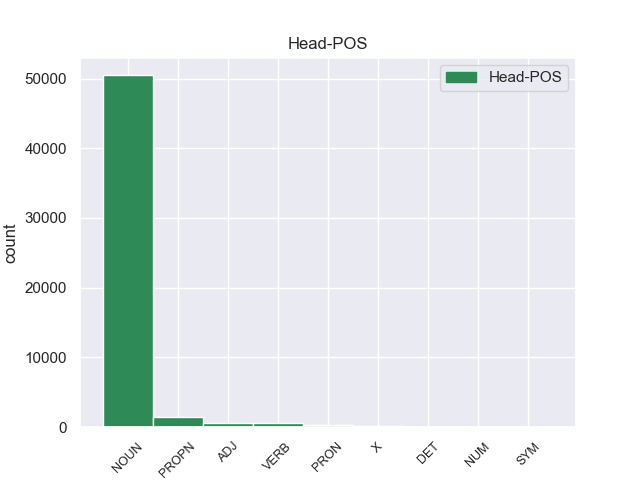 Head-POS
Head-POS
50000
40000
30000
20000
10000
0
count
NOUN
PROPN
ADJ
VERB
PRON
X
DET
NUM
SYM